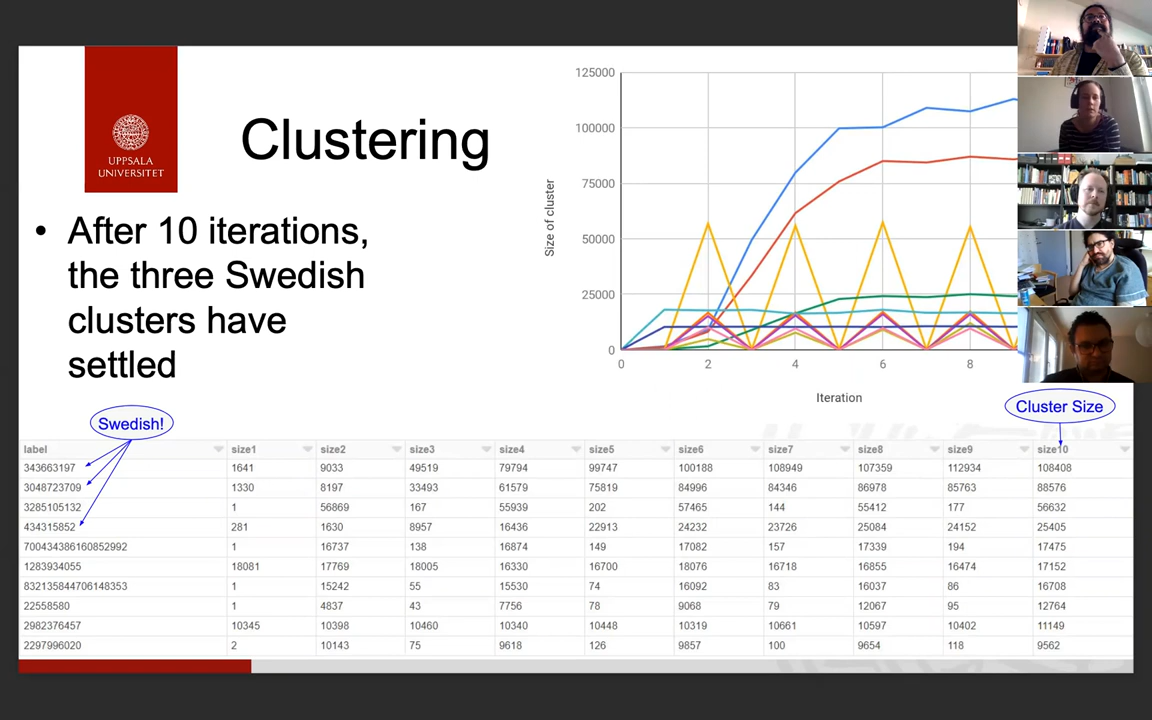 UPPSALA
UNIVERSITET
Clustering
• After 10 iterations,
the three Swedish
clusters have
settled
125000
100000
75000
50000
25000
0
Size of cluster
0 2 4 6 8
Iteration
Swedish!
Cluster Size
label size1 size2 size3 size4 size5 size6 size7 size8 size9 size10
343663197 1641 9033 49519 79794 99747 100188 108949 107359 112934 108408
3048723709 1330 8197 33493 61579 75819 84996 84346 86978 85763 88576
3285105132 1 56869 167 55939 202 57465 144 55412 177 56632
434315852 281 1630 8957 16436 22913 24232 23726 25084 24152 25405
700434386160852992 1 16737 138 16874 149 17082 157 17339 194 17475
1283934055 18081 17769 18005 16330 16700 18076 16718 16855 16474 17152
832135844706148353 1 15242 55 15530 74 16092 83 16037 86 16708
22558580 1 4837 43 7756 78 9068 79 12067 95 12764
2982376457 10345 10398 10460 10340 10448 10319 10661 10597 10402 11149
2297996020 2 10143 75 9618 126 9857 100 9654 118 9562